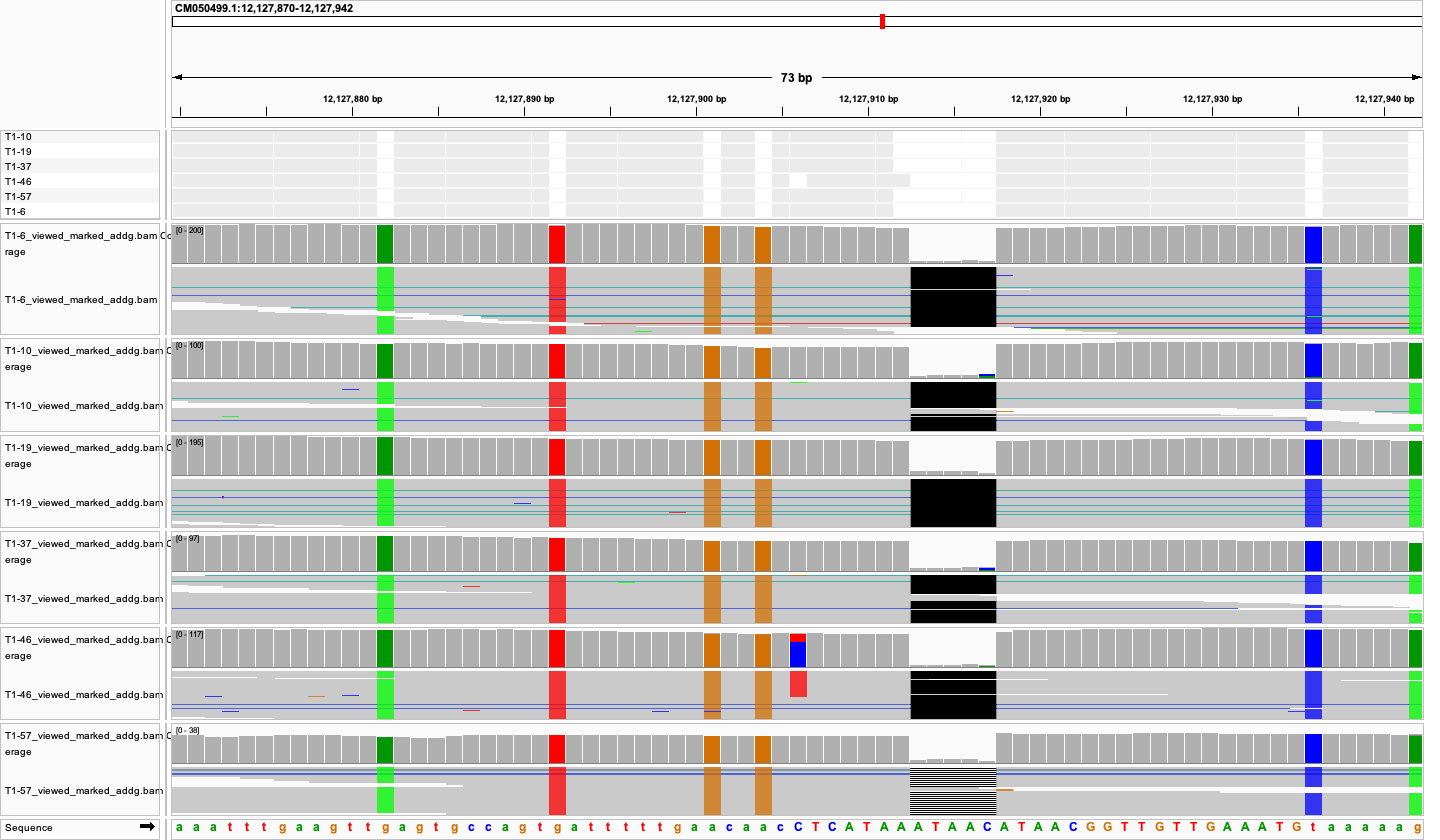 CM050499.1:12,127,870-12,127,942
73 bp
12,127,880 bp 12,127,890 bp 12,127,900 bp 12,127,910 bp 12,127,920 bp 12,127,930 bp 12,127,940 bp
T1-10
T1-19
T1-37
T1-46
T1-57
T1-6
T1-6_viewed_marked_addg.bam Co
rage
[0 - 200]
T1-6_viewed_marked_addg.bam
T1-10_viewed_marked_addg.bam C
erage
[0 - 100]
T1-10_viewed_marked_addg.bam
T1-19_viewed_marked_addg.bam C
erage
[0 - 195]
T1-19_viewed_marked_addg.bam
T1-37_viewed_marked_addg.bam C
erage
[0 - 97]
T1-37_viewed_marked_addg.bam
T1-46_viewed_marked_addg.bam C
erage
[0 - 117]
T1-46_viewed_marked_addg.bam
T1-57_viewed_marked_addg.bam C
erage
[0 - 38]
T1-57_viewed_marked_addg.bam
Sequence a a a t t t g a a g t t g a g t g c c a g t g a t t t t t g a a c a a c C T C A T A A A T A A C A T A A C G G T T G T T G A A A T G t a a a a a g